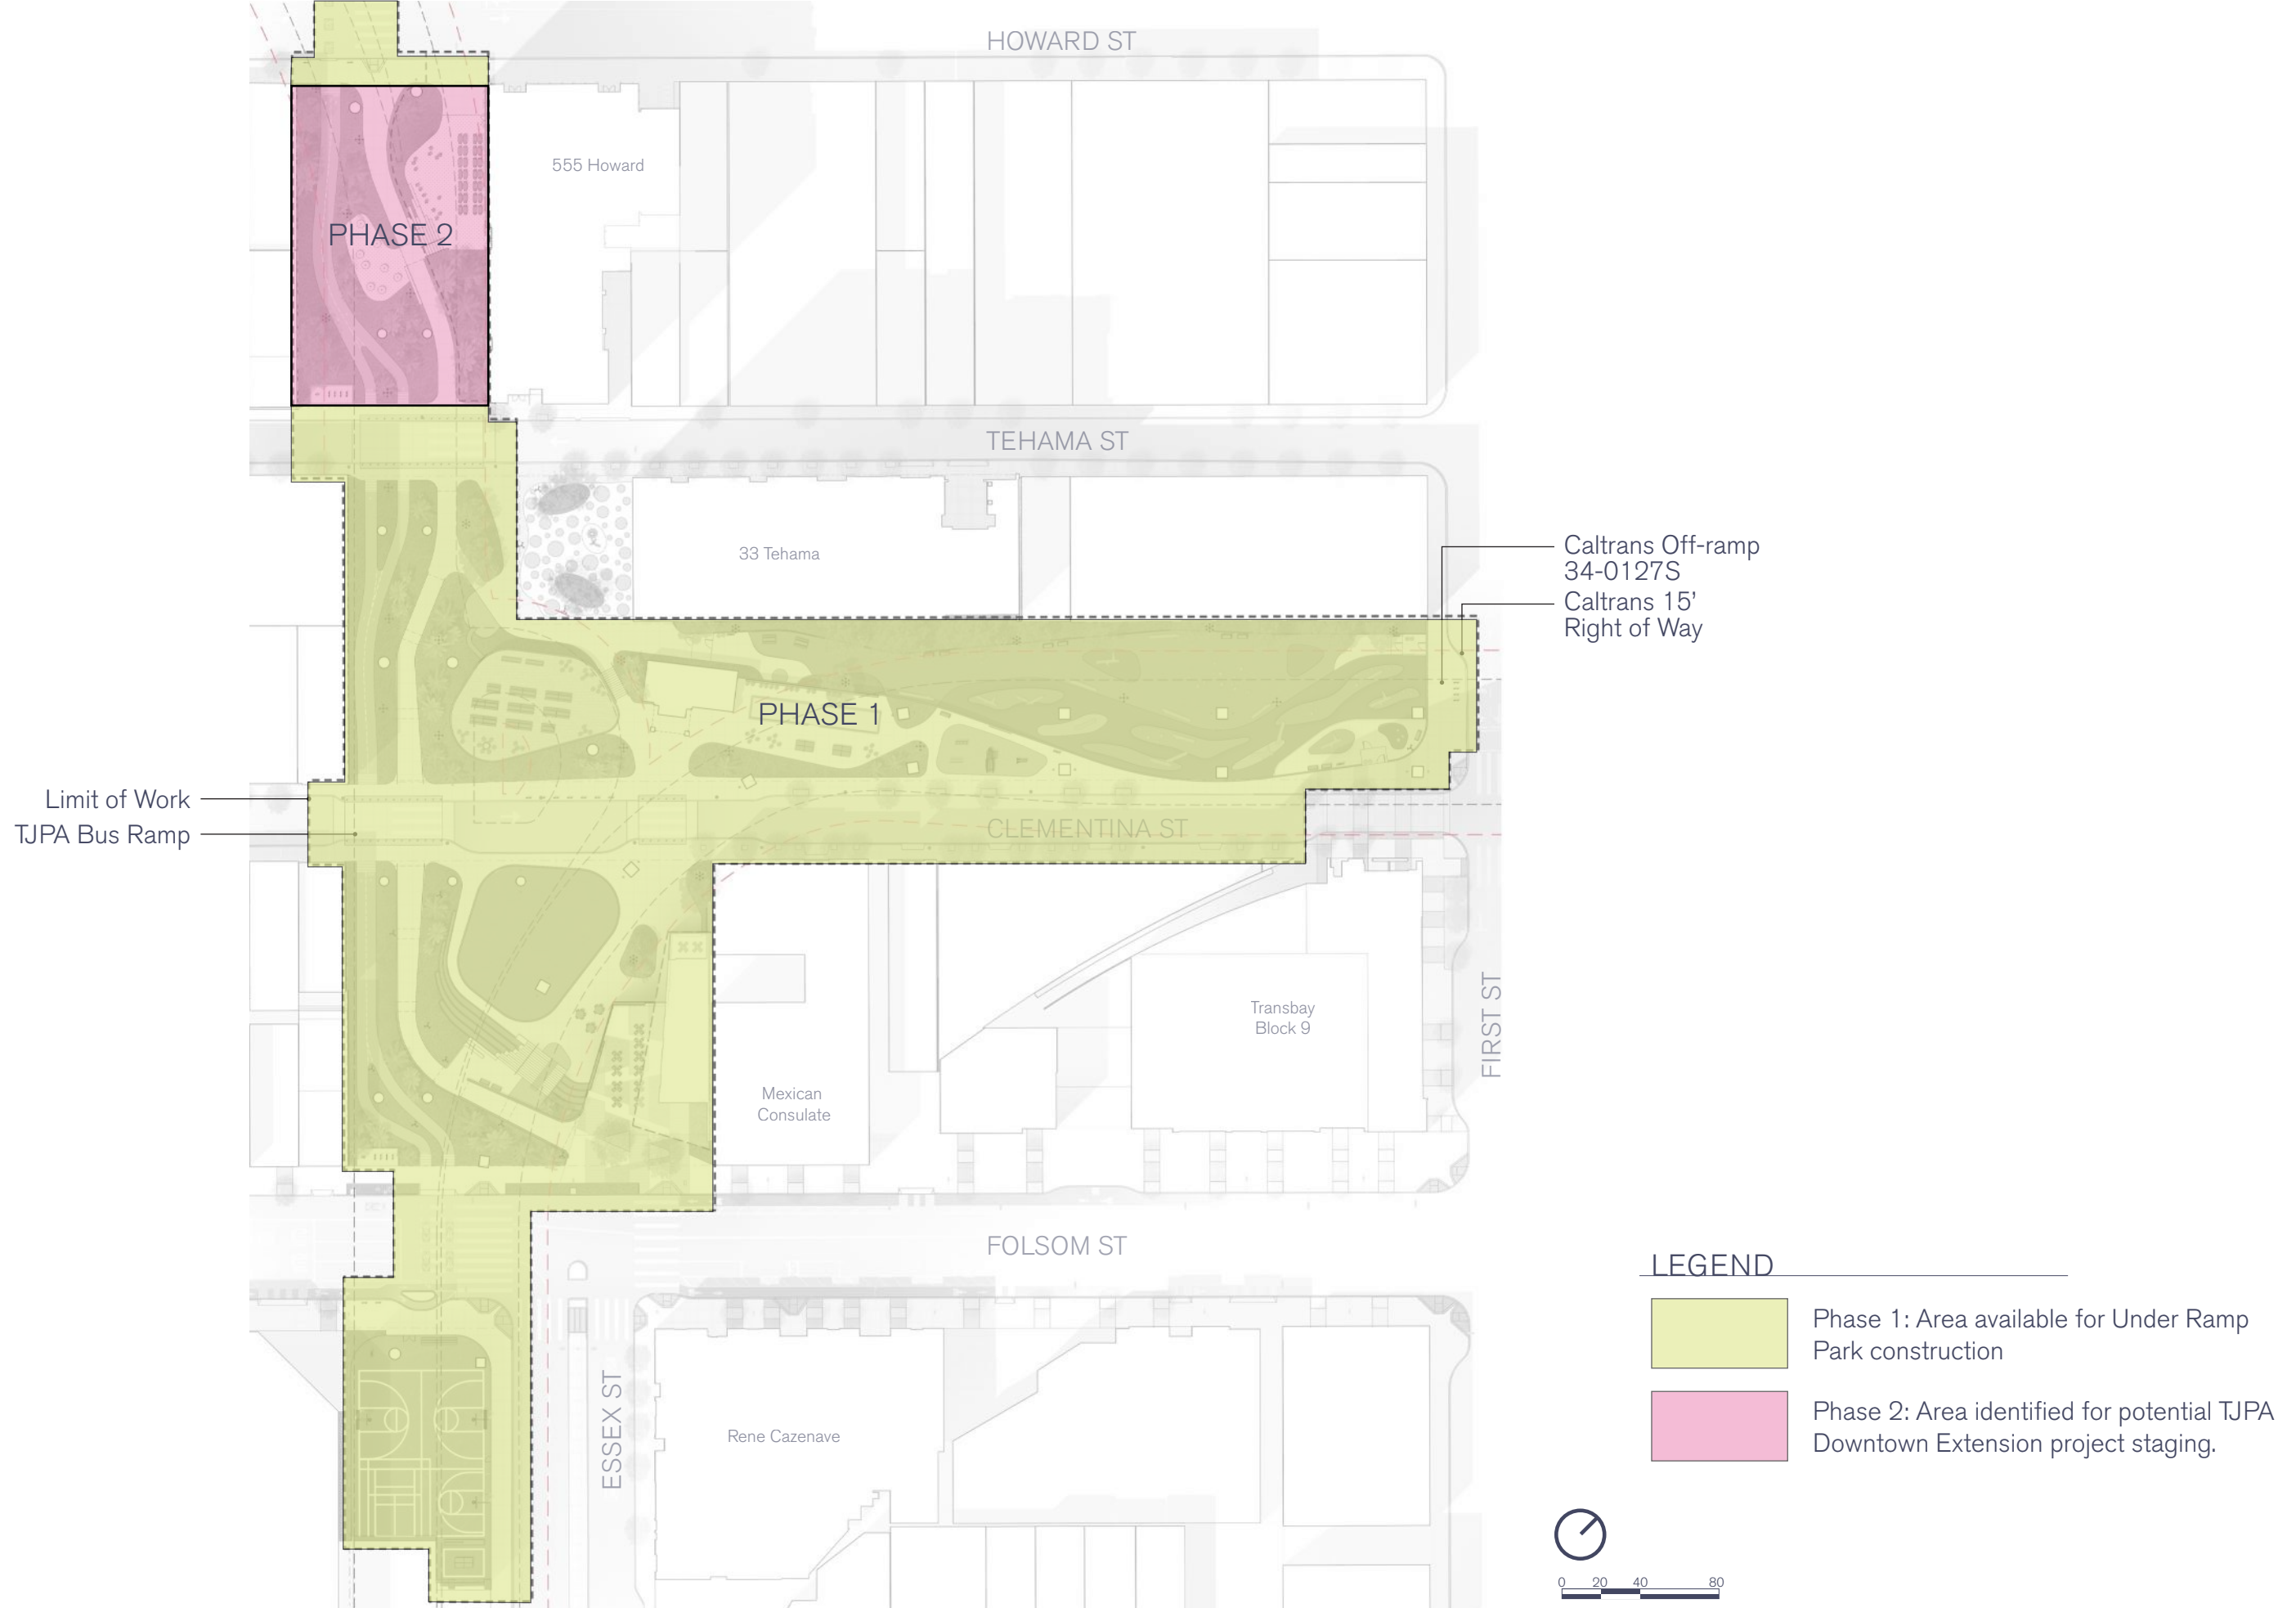 HOWARD ST
555 Howard
PHASE 2
TEHAMA ST
33 Tehama
Caltrans Off-ramp
34-0127S
Caltrans 15’
Right of Way
PHASE 1
Limit of Work
TJPA Bus Ramp
CLEMENTINA ST
Transbay
Block 9
FIRST ST
Mexican
Consulate
FOLSOM ST
ESSEX ST
Rene Cazenave
LEGEND
Phase 1: Area available for Under Ramp
Park construction
Phase 2: Area identified for potential TJPA
Downtown Extension project staging.
0 20 40 80